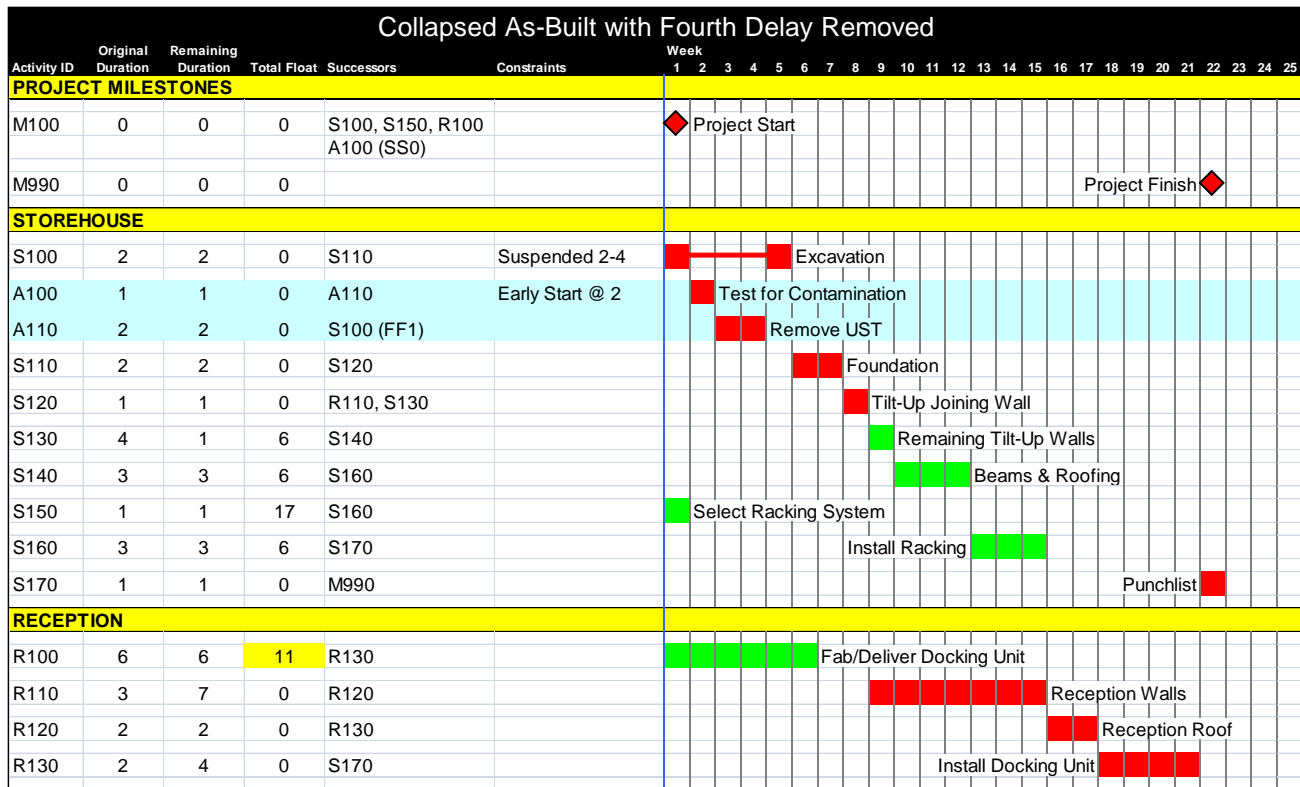 Collapsed As-Built with Fourth Delay Removed
Original Remaining Week
Activity ID Duration Duration Total Float Successors Constraints 1 2 3 4 5 6 7 8 9 10 11 12 13 14 15 16 17 18 19 20 21 22 23 24 25
PROJECT MILESTONES
M100 0 0 0 S100, S150, R100 Project Start
A100 (SS0)
M990 0 0 0 Project Finish
STOREHOUSE
S100 2 2 0 S110 Suspended 2-4 Excavation
A100 1 1 0 A110 Early Start @ 2 Test for Contamination
A110 2 2 0 S100 (FF1) Remove UST
S110 2 2 0 S120 Foundation
S120 1 1 0 R110, S130 Tilt-Up Joining Wall
S130 4 1 6 S140 Remaining Tilt-Up Walls
S140 3 3 6 S160 Beams & Roofing
S150 1 1 17 S160 Select Racking System
S160 3 3 6 S170 Install Racking
S170 1 1 0 M990 Punchlist
RECEPTION
R100 6 6 11 R130 Fab/Deliver Docking Unit
R110 3 7 0 R120 Reception Walls
R120 2 2 0 R130 Reception Roof
R130 2 4 0 S170 Install Docking Unit